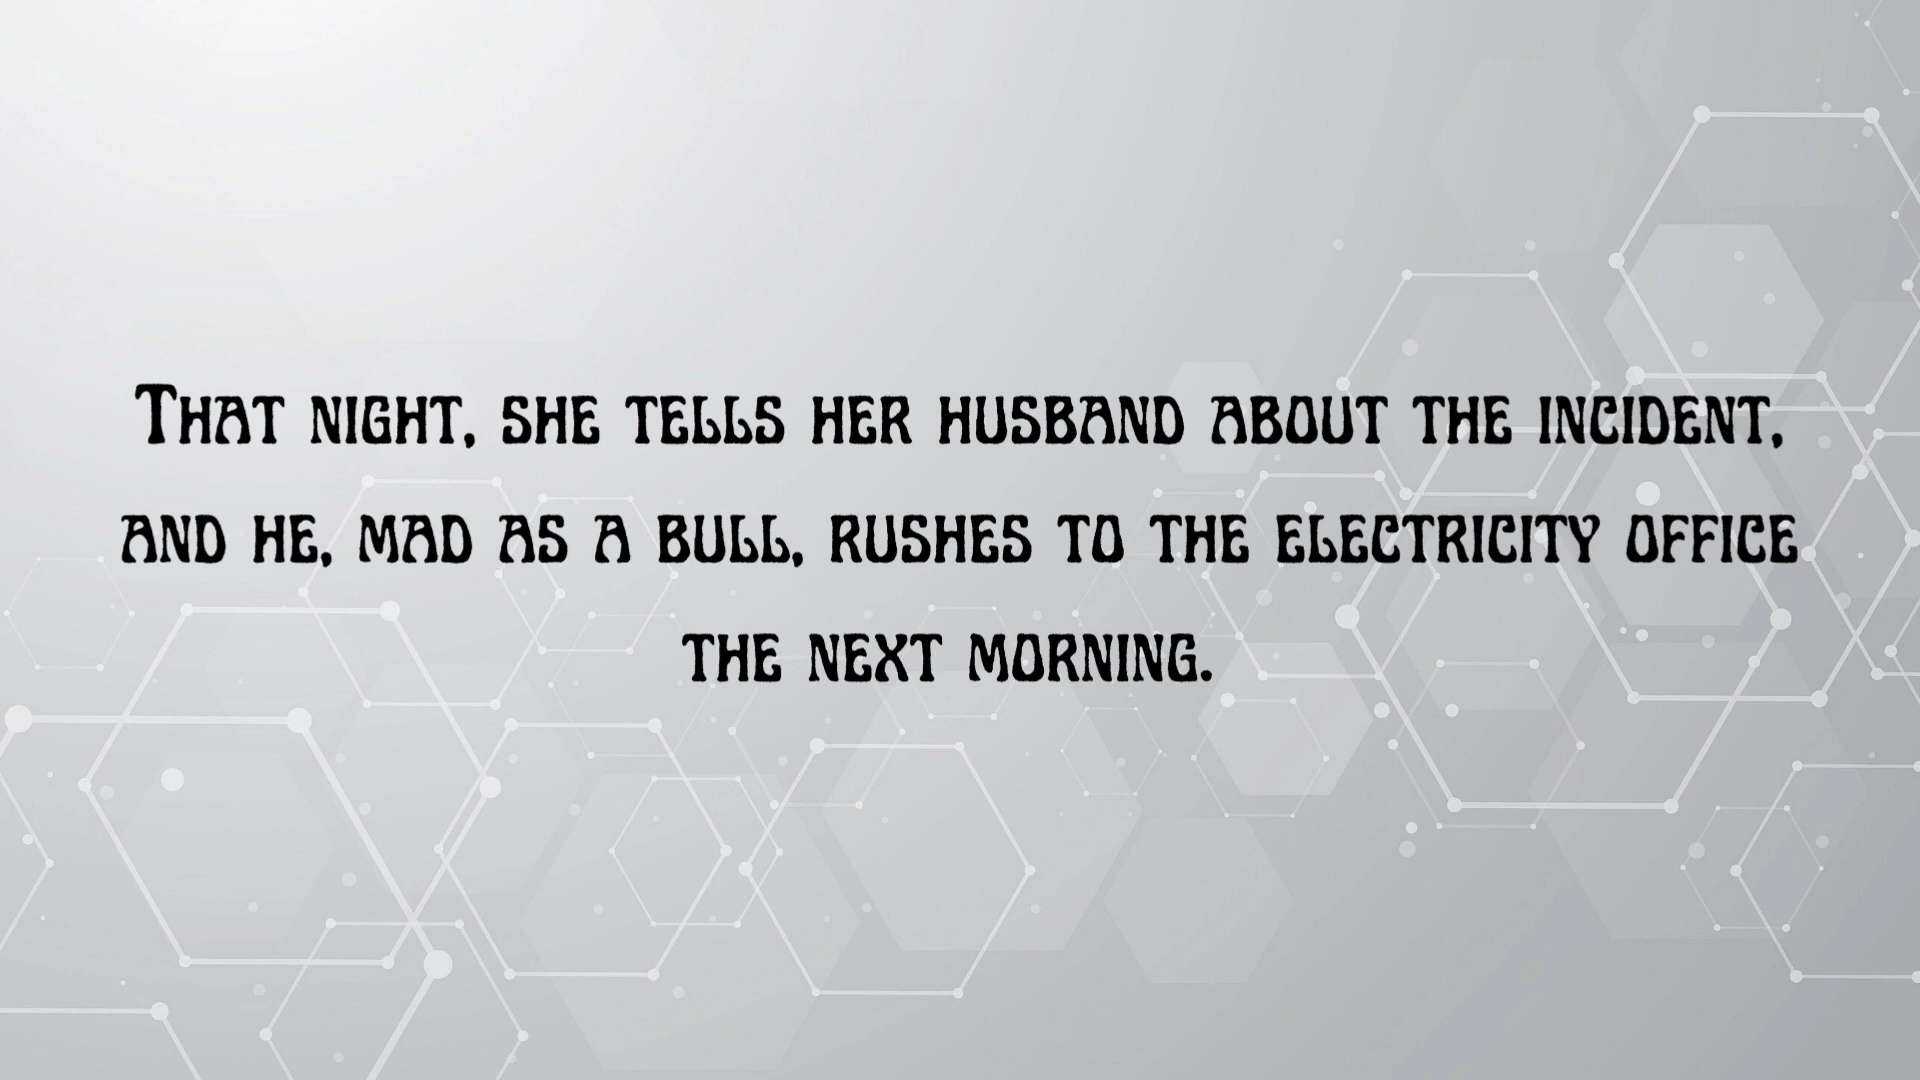 That night, she tells her husband about the incident,
and he, mad as a bull, rushes to the electricity office
the next morning.